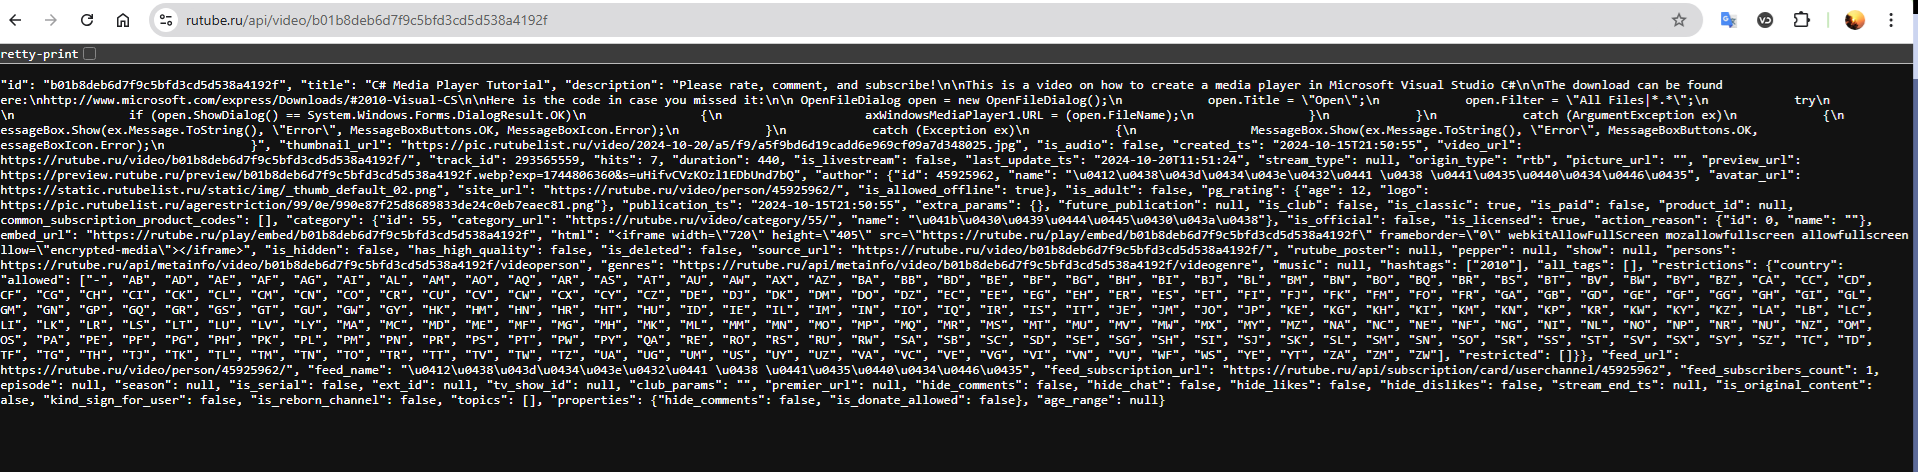 rutube.ru/api/video/b01b8deb6d7f9c5bfd3cd5d538a4192f
retty-print
"id": "b01b8deb6d7f9c5bfd3cd5d538a4192f", "title": "C# Media Player Tutorial", "description": "Please rate, comment, and subscribe!\n\nThis is a video on how to create a media player in Microsoft Visual Studio C#\n\nThe download can be found
ere:\nhttp://www.microsoft.com/express/Downloads/#2010-Visual-CS\n\nHere is the code in case you missed it:\n\n OpenFileDialog open = new OpenFileDialog();\n            open.Title = \"Open\";\n            open.Filter = \"All Files|*.*\";\n            try\n
\n                if (open.ShowDialog() == System.Windows.Forms.DialogResult.OK)\n                {\n                    axWindowsMediaPlayer1.URL = (open.FileName);\n                }\n            }\n            catch (ArgumentException ex)\n            {\n
essageBox.Show(ex.Message.ToString(), \"Error\", MessageBoxButtons.OK, MessageBoxIcon.Error);\n            }\n            catch (Exception ex)\n            {\n                MessageBox.Show(ex.Message.ToString(), \"Error\", MessageBoxButtons.OK,
essageBoxIcon.Error);\n            }", "thumbnail_url": "https://pic.rutubelist.ru/video/2024-10-20/a5/f9/a5f9bd6d19cadd6e969cf09a7d348025.jpg", "is_audio": false, "created_ts": "2024-10-15T21:50:55", "video_url":
https://rutube.ru/video/b01b8deb6d7f9c5bfd3cd5d538a4192f/", "track_id": 293565559, "hits": 7, "duration": 440, "is_livestream": false, "last_update_ts": "2024-10-20T11:51:24", "stream_type": null, "origin_type": "rtb", "picture_url": "", "preview_url":
https://preview.rutube.ru/preview/b01b8deb6d7f9c5bfd3cd5d538a4192f.webp?exp=1744806360&s=uHifvCVzKOzl1EDbUnd7bQ", "author": {"id": 45925962, "name": "\u0412\u0438\u043d\u0434\u043e\u0432\u0441 \u0438 \u0441\u0435\u0440\u0434\u0446\u0435", "avatar_url":
https://static.rutubelist.ru/static/img/_thumb_default_02.png", "site_url": "https://rutube.ru/video/person/45925962/", "is_allowed_offline": true}, "is_adult": false, "pg_rating": {"age": 12, "logo":
https://pic.rutubelist.ru/agerestriction/99/0e/990e87f25d8689833de24c0eb7eaec81.png"}, "publication_ts": "2024-10-15T21:50:55", "extra_params": {}, "future_publication": null, "is_club": false, "is_classic": true, "is_paid": false, "product_id": null,
common_subscription_product_codes": [], "category": {"id": 55, "category_url": "https://rutube.ru/video/category/55/", "name": "\u041b\u0430\u0439\u0444\u0445\u0430\u043a\u0438"}, "is_official": false, "is_licensed": true, "action_reason": {"id": 0, "name": ""},
embed_url": "https://rutube.ru/play/embed/b01b8deb6d7f9c5bfd3cd5d538a4192f", "html": "<iframe width=\"720\" height=\"405\" src=\"https://rutube.ru/play/embed/b01b8deb6d7f9c5bfd3cd5d538a4192f\" frameborder=\"0\" webkitAllowFullScreen mozallowfullscreen allowfullscreen
llow=\"encrypted-media\"></iframe>", "is_hidden": false, "has_high_quality": false, "is_deleted": false, "source_url": "https://rutube.ru/video/b01b8deb6d7f9c5bfd3cd5d538a4192f/", "rutube_poster": null, "pepper": null, "show": null, "persons":
https://rutube.ru/api/metainfo/video/b01b8deb6d7f9c5bfd3cd5d538a4192f/videoperson", "genres": "https://rutube.ru/api/metainfo/video/b01b8deb6d7f9c5bfd3cd5d538a4192f/videogenre", "music": null, "hashtags": ["2010"], "all_tags": [], "restrictions": {"country":
"allowed": ["-", "AB", "AD", "AE", "AF", "AG", "AI", "AL", "AM", "AO", "AQ", "AR", "AS", "AT", "AU", "AW", "AX", "AZ", "BA", "BB", "BD", "BE", "BF", "BG", "BH", "BI", "BJ", "BL", "BM", "BN", "BO", "BQ", "BR", "BS", "BT", "BV", "BW", "BY", "BZ", "CA", "CC", "CD",
CF", "CG", "CH", "CI", "CK", "CL", "CM", "CN", "CO", "CR", "CU", "CV", "CW", "CX", "CY", "CZ", "DE", "DJ", "DK", "DM", "DO", "DZ", "EC", "EE", "EG", "EH", "ER", "ES", "ET", "FI", "FJ", "FK", "FM", "FO", "FR", "GA", "GB", "GD", "GE", "GF", "GG", "GH", "GI", "GL",
GM", "GN", "GP", "GQ", "GR", "GS", "GT", "GU", "GW", "GY", "HK", "HM", "HN", "HR", "HT", "HU", "ID", "IE", "IL", "IM", "IN", "IO", "IQ", "IR", "IS", "IT", "JE", "JM", "JO", "JP", "KE", "KG", "KH", "KI", "KM", "KN", "KP", "KR", "KW", "KY", "KZ", "LA", "LB", "LC",
LI", "LK", "LR", "LS", "LT", "LU", "LV", "LY", "MA", "MC", "MD", "ME", "MF", "MG", "MH", "MK", "ML", "MM", "MN", "MO", "MP", "MQ", "MR", "MS", "MT", "MU", "MV", "MW", "MX", "MY", "MZ", "NA", "NC", "NE", "NF", "NG", "NI", "NL", "NO", "NP", "NR", "NU", "NZ", "OM",
OS", "PA", "PE", "PF", "PG", "PH", "PK", "PL", "PM", "PN", "PR", "PS", "PT", "PW", "PY", "QA", "RE", "RO", "RS", "RU", "RW", "SA", "SB", "SC", "SD", "SE", "SG", "SH", "SI", "SJ", "SK", "SL", "SM", "SN", "SO", "SR", "SS", "ST", "SV", "SX", "SY", "SZ", "TC", "TD",
TF", "TG", "TH", "TJ", "TK", "TL", "TM", "TN", "TO", "TR", "TT", "TV", "TW", "TZ", "UA", "UG", "UM", "US", "UY", "UZ", "VA", "VC", "VE", "VG", "VI", "VN", "VU", "WF", "WS", "YE", "YT", "ZA", "ZM", "ZW"], "restricted": []}}, "feed_url":
https://rutube.ru/video/person/45925962/", "feed_name": "\u0412\u0438\u043d\u0434\u043e\u0432\u0441 \u0438 \u0441\u0435\u0440\u0434\u0446\u0435", "feed_subscription_url": "https://rutube.ru/api/subscription/card/userchannel/45925962", "feed_subscribers_count": 1,
episode": null, "season": null, "is_serial": false, "ext_id": null, "tv_show_id": null, "club_params": "", "premier_url": null, "hide_comments": false, "hide_chat": false, "hide_likes": false, "hide_dislikes": false, "stream_end_ts": null, "is_original_content":
alse, "kind_sign_for_user": false, "is_reborn_channel": false, "topics": [], "properties": {"hide_comments": false, "is_donate_allowed": false}, "age_range": null}